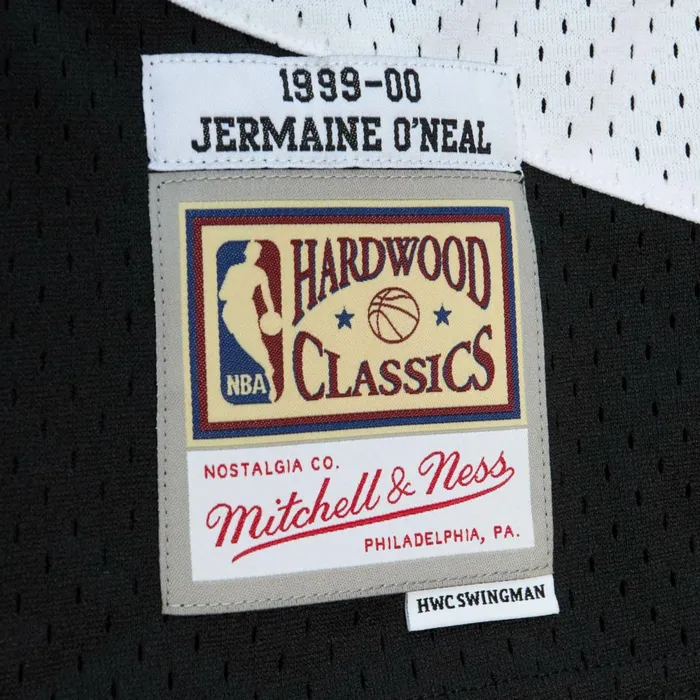 1999-00
JERMAINE O'NEAL
HARDWOOD
CLASSICS
NBA
NOSTALGIA CO.
Mitchell & Ness
PHILADELPHIA, PA.
HWC SWINGMAN